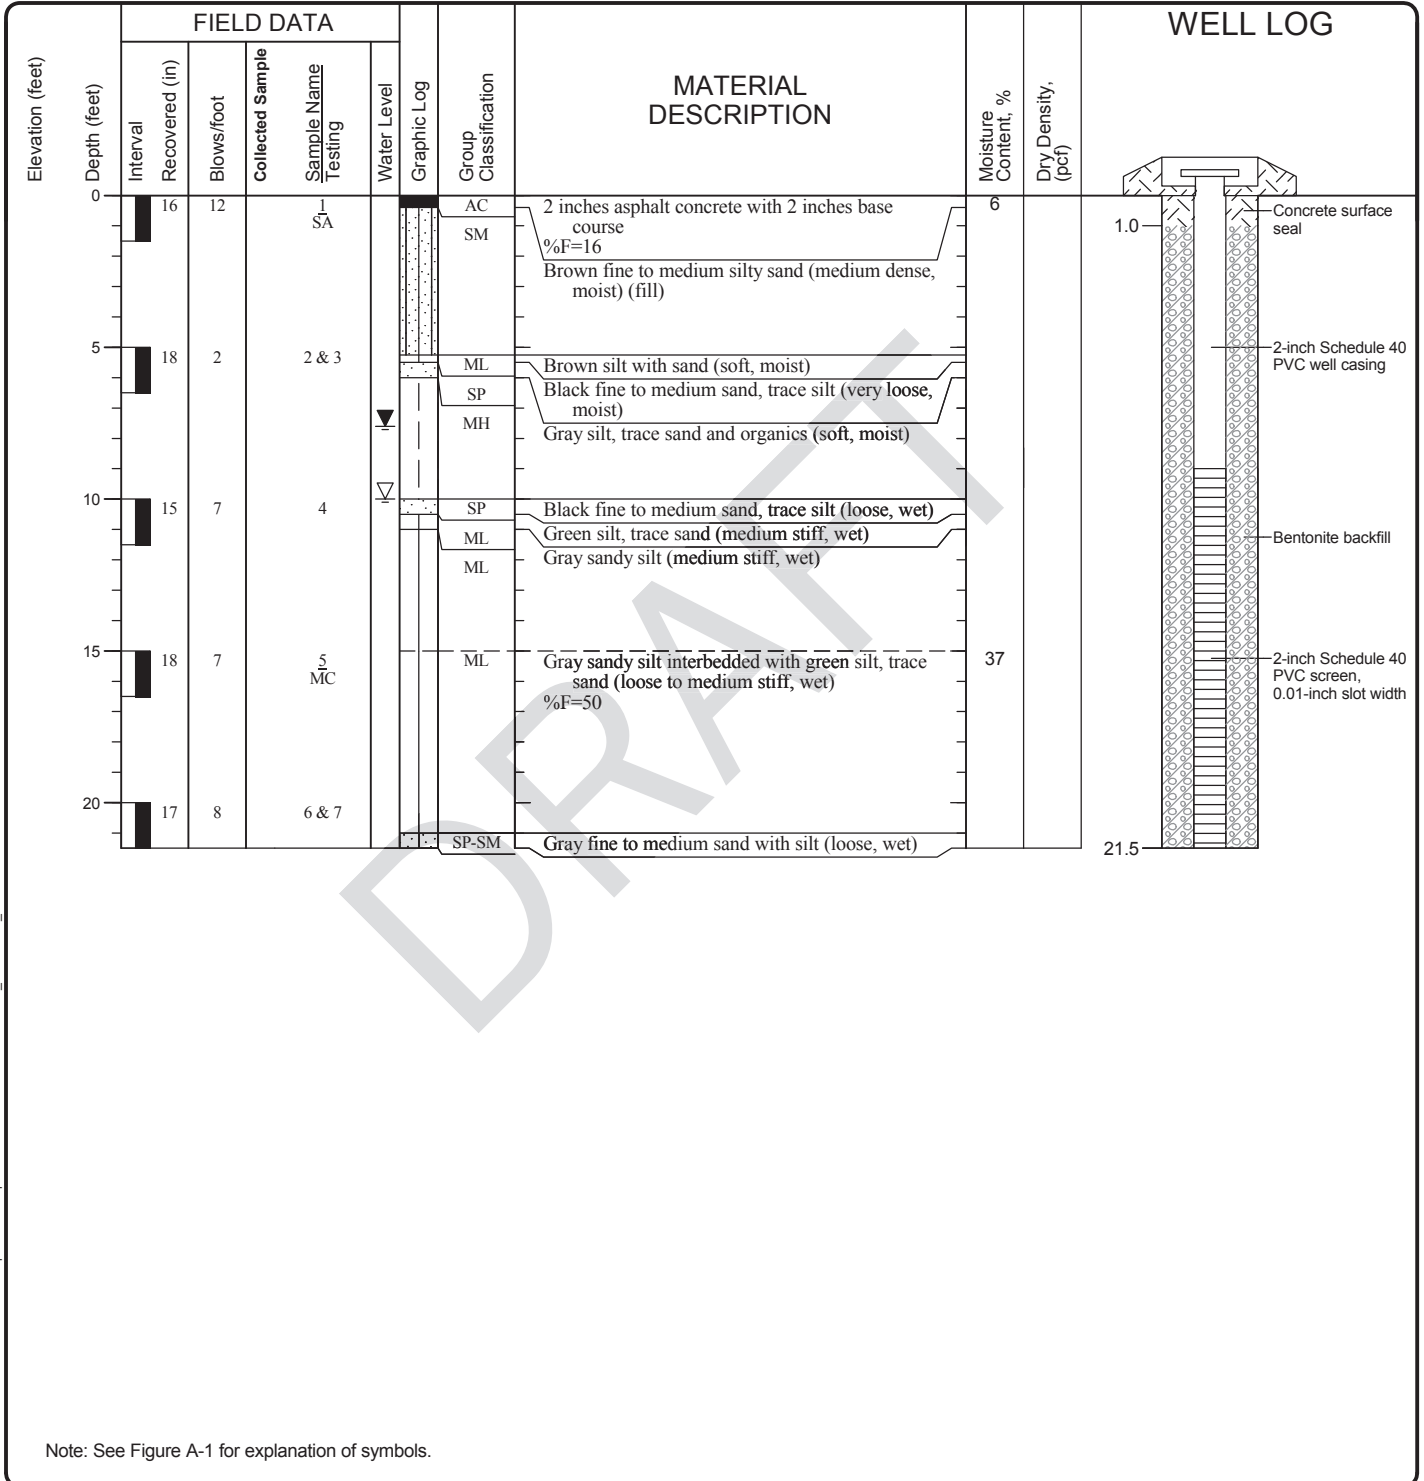 FIELD DATA
WELL LOG
Elevation (feet)
Depth (feet)
Interval
Recovered (in)
Blows/foot
Collected Sample
Sample Name
Testing
Water Level
Graphic Log
Group
Classification
MATERIAL
DESCRIPTION
Moisture
Content, %
Dry Density,
(pcf)
0
16
12
1
SA
AC
SM
2 inches asphalt concrete with 2 inches base
course
%F=16
Brown fine to medium silty sand (medium dense,
moist) (fill)
6
1.0
Concrete surface
seal
5
18
2
2 & 3
ML
SP
MH
Brown silt with sand (soft, moist)
Black fine to medium sand, trace silt (very loose,
moist)
Gray silt, trace sand and organics (soft, moist)
2-inch Schedule 40
PVC well casing
10
15
7
4
SP
ML
ML
Black fine to medium sand, trace silt (loose, wet)
Green silt, trace sand (medium stiff, wet)
Gray sandy silt (medium stiff, wet)
Bentonite backfill
15
18
7
5
MC
ML
Gray sandy silt interbedded with green silt, trace
sand (loose to medium stiff, wet)
%F=50
37
2-inch Schedule 40
PVC screen,
0.01-inch slot width
20
17
8
6 & 7
SP-SM
Gray fine to medium sand with silt (loose, wet)
21.5
DRAFT
Note: See Figure A-1 for explanation of symbols.